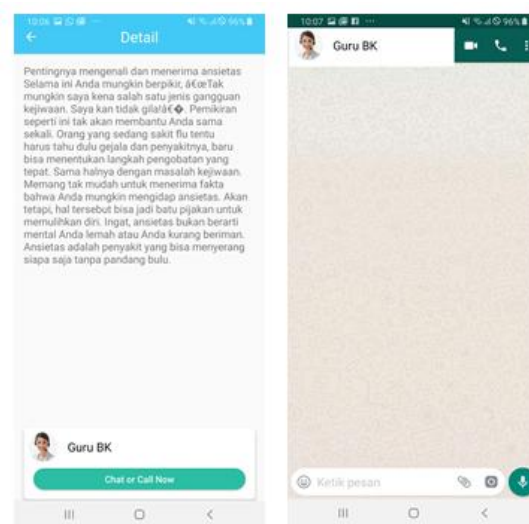 10:06 96%
Detail
Pentingnya mengenali dan menerima ansietas
Selama ini Anda mungkin berpikir, â€œTak
mungkin saya kena salah satu jenis gangguan
kejiwaan. Saya kan tidak gila!â€�. Pemikiran
seperti ini tak akan membantu Anda sama
sekali. Orang yang sedang sakit flu tentu
harus tahu dulu gejala dan penyakitnya, baru
bisa menentukan langkah pengobatan yang
tepat. Sama halnya dengan masalah kejiwaan.
Memang tak mudah untuk menerima fakta
bahwa Anda mungkin mengidap ansietas. Akan
tetapi, hal tersebut bisa jadi batu pijakan untuk
memulihkan diri. Ingat, ansietas bukan berarti
mental Anda lemah atau Anda kurang beriman.
Ansietas adalah penyakit yang bisa menyerang
siapa saja tanpa pandang bulu.
Guru BK
Chat or Call Now
10:07 96%
Guru BK
Ketik pesan